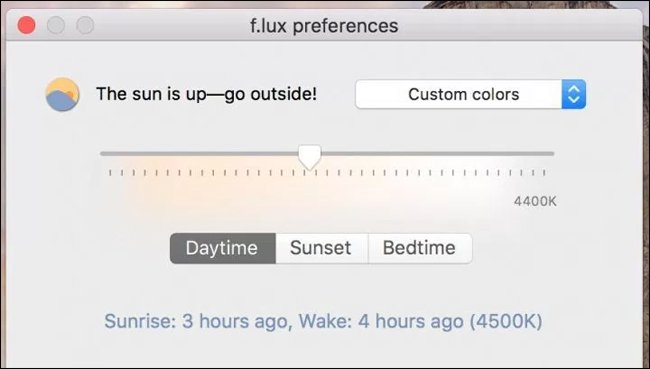 f.lux preferences
The sun is up—go outside!
Custom colors
4400K
Daytime
Sunset
Bedtime
Sunrise: 3 hours ago, Wake: 4 hours ago (4500K)